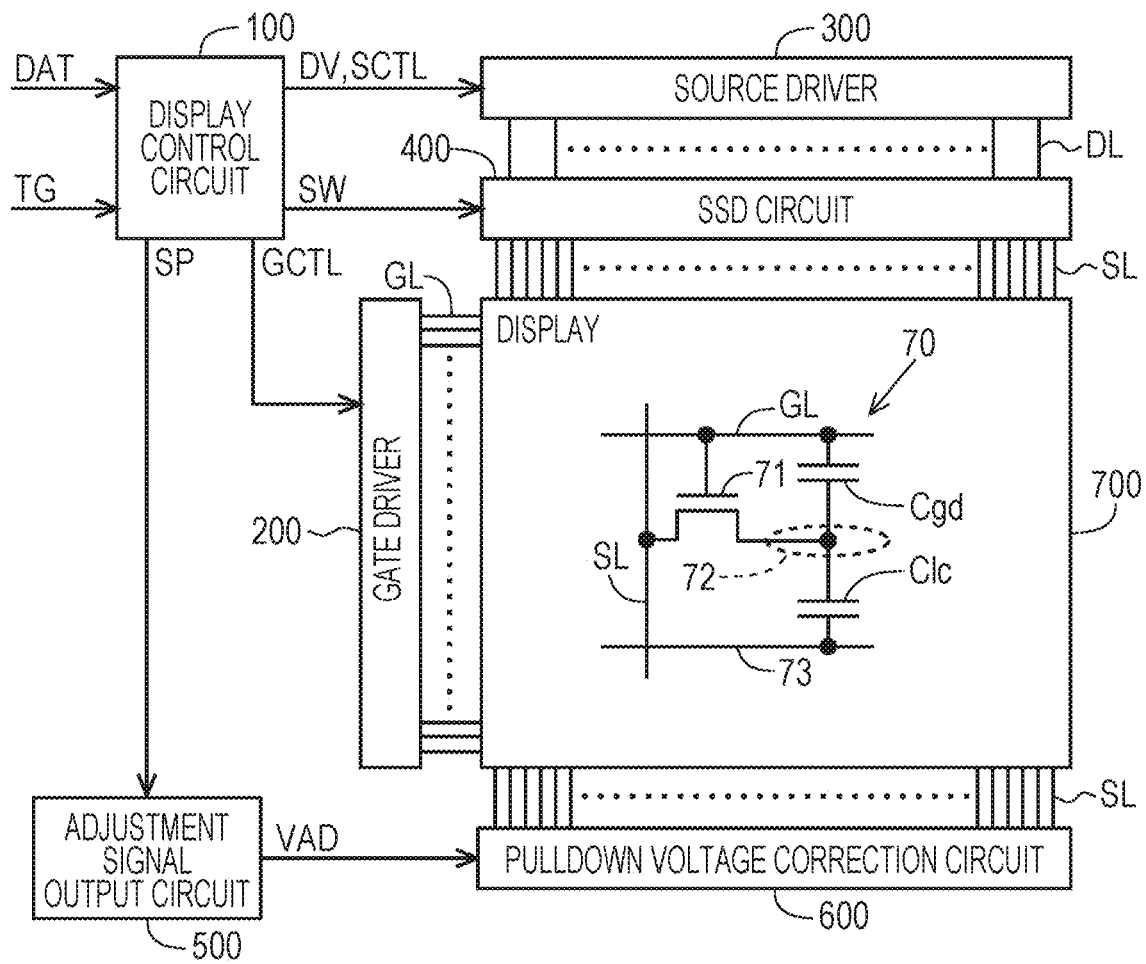 100
300
DAT
DV,SCTL
SOURCE DRIVER
DISPLAY
CONTROL
CIRCUIT
400
DL
TG
SW
SSD CIRCUIT
SP
GCTL
SL
GL
DISPLAY
70
GL
71
Cgd
700
200
GATE DRIVER
SL
72
Clc
73
SL
ADJUSTMENT
SIGNAL
OUTPUT CIRCUIT
VAD
PULLDOWN VOLTAGE CORRECTION CIRCUIT
500
600